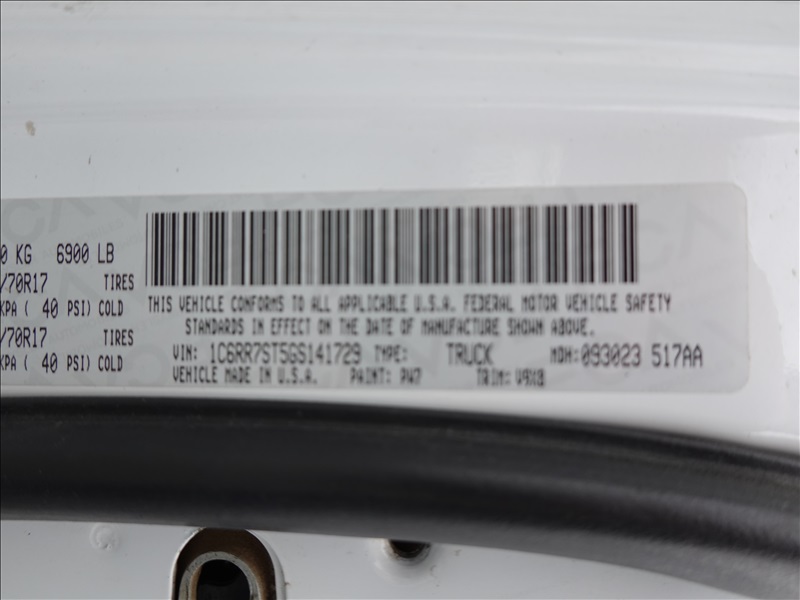 0 KG 6900 LB
/70R17 TIRES
KPA ( 40 PSI) COLD
/70R17 TIRES
KPA ( 40 PSI) COLD
THIS VEHICLE CONFORMS TO ALL APPLICABLE U.S.A. FEDERAL MOTOR VEHICLE SAFETY
STANDARDS IN EFFECT ON THE DATE OF MANUFACTURE SHOWN ABOVE.
VIN: 1C6RR7ST5GS141729 TYPE: TRUCK MDH: 093023 517AA
VEHICLE MADE IN U.S.A. PAINT: PW7 TRIM: V9X8